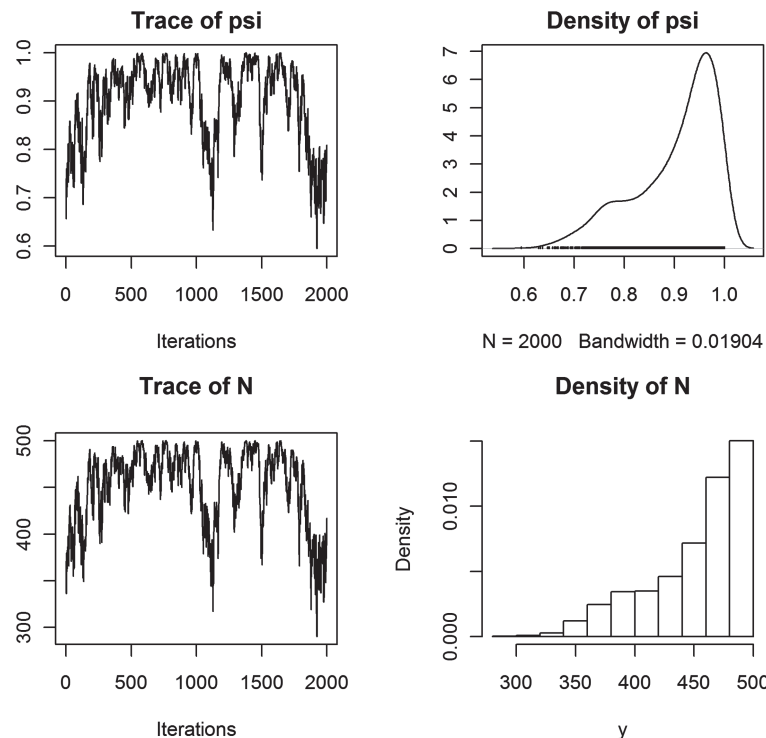 Trace of psi
1.0
0.9
0.8
0.7
0.6
0 500 1000 1500 2000
Iterations
Density of psi
7
6
5
4
3
2
1
0
0.6 0.7 0.8 0.9 1.0
N = 2000 Bandwidth = 0.01904
Trace of N
500
400
300
0 500 1000 1500 2000
Iterations
Density of N
Density
0.010
0.000
300 350 400 450 500
y